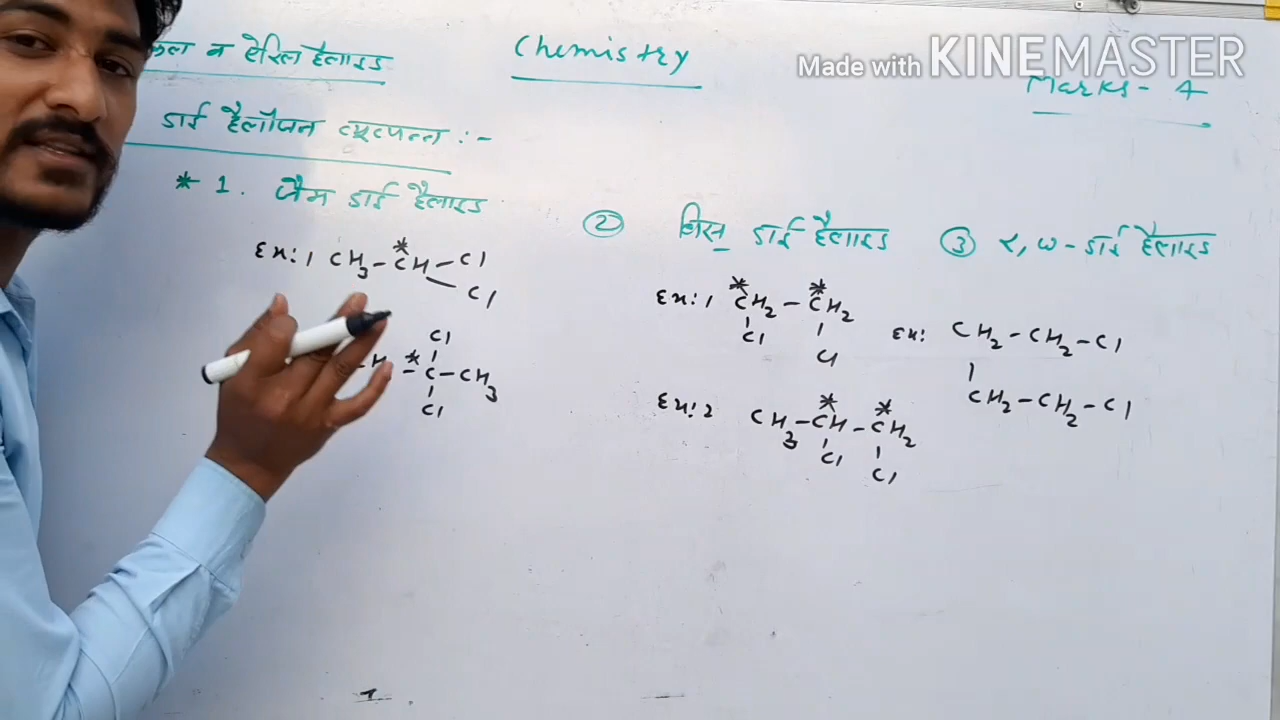 व ऐरिल हैलाइड
Chemistry
Made with KINEMASTER
Marks - 4
डाई हैलोजन व्युत्पन्न :-
* 1. जैम डाई हैलाइड
② विस डाई हैलाइड
③ α, ω - डाई हैलाइड
Ex: 1 CH3 - *CH - Cl
Cl
Cl
*C - CH3
Cl
Ex: 1 *CH2 - *CH2
Cl Cl
Ex: 2 CH3 - *CH - *CH2
Cl Cl
Ex: CH2 - CH2 - Cl
CH2 - CH2 - Cl